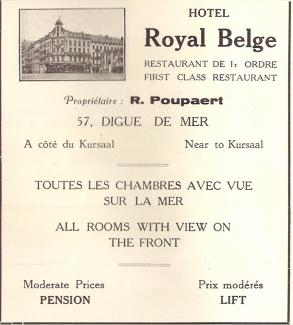 HOTEL
Royal Belge
RESTAURANT DE 1r ORDRE
FIRST CLASS RESTAURANT
Propriétaire : R. Poupaert
57, DIGUE DE MER
A côté du Kursaal Near to Kursaal
TOUTES LES CHAMBRES AVEC VUE
SUR LA MER
ALL ROOMS WITH VIEW ON
THE FRONT
Moderate Prices Prix modérés
PENSION LIFT